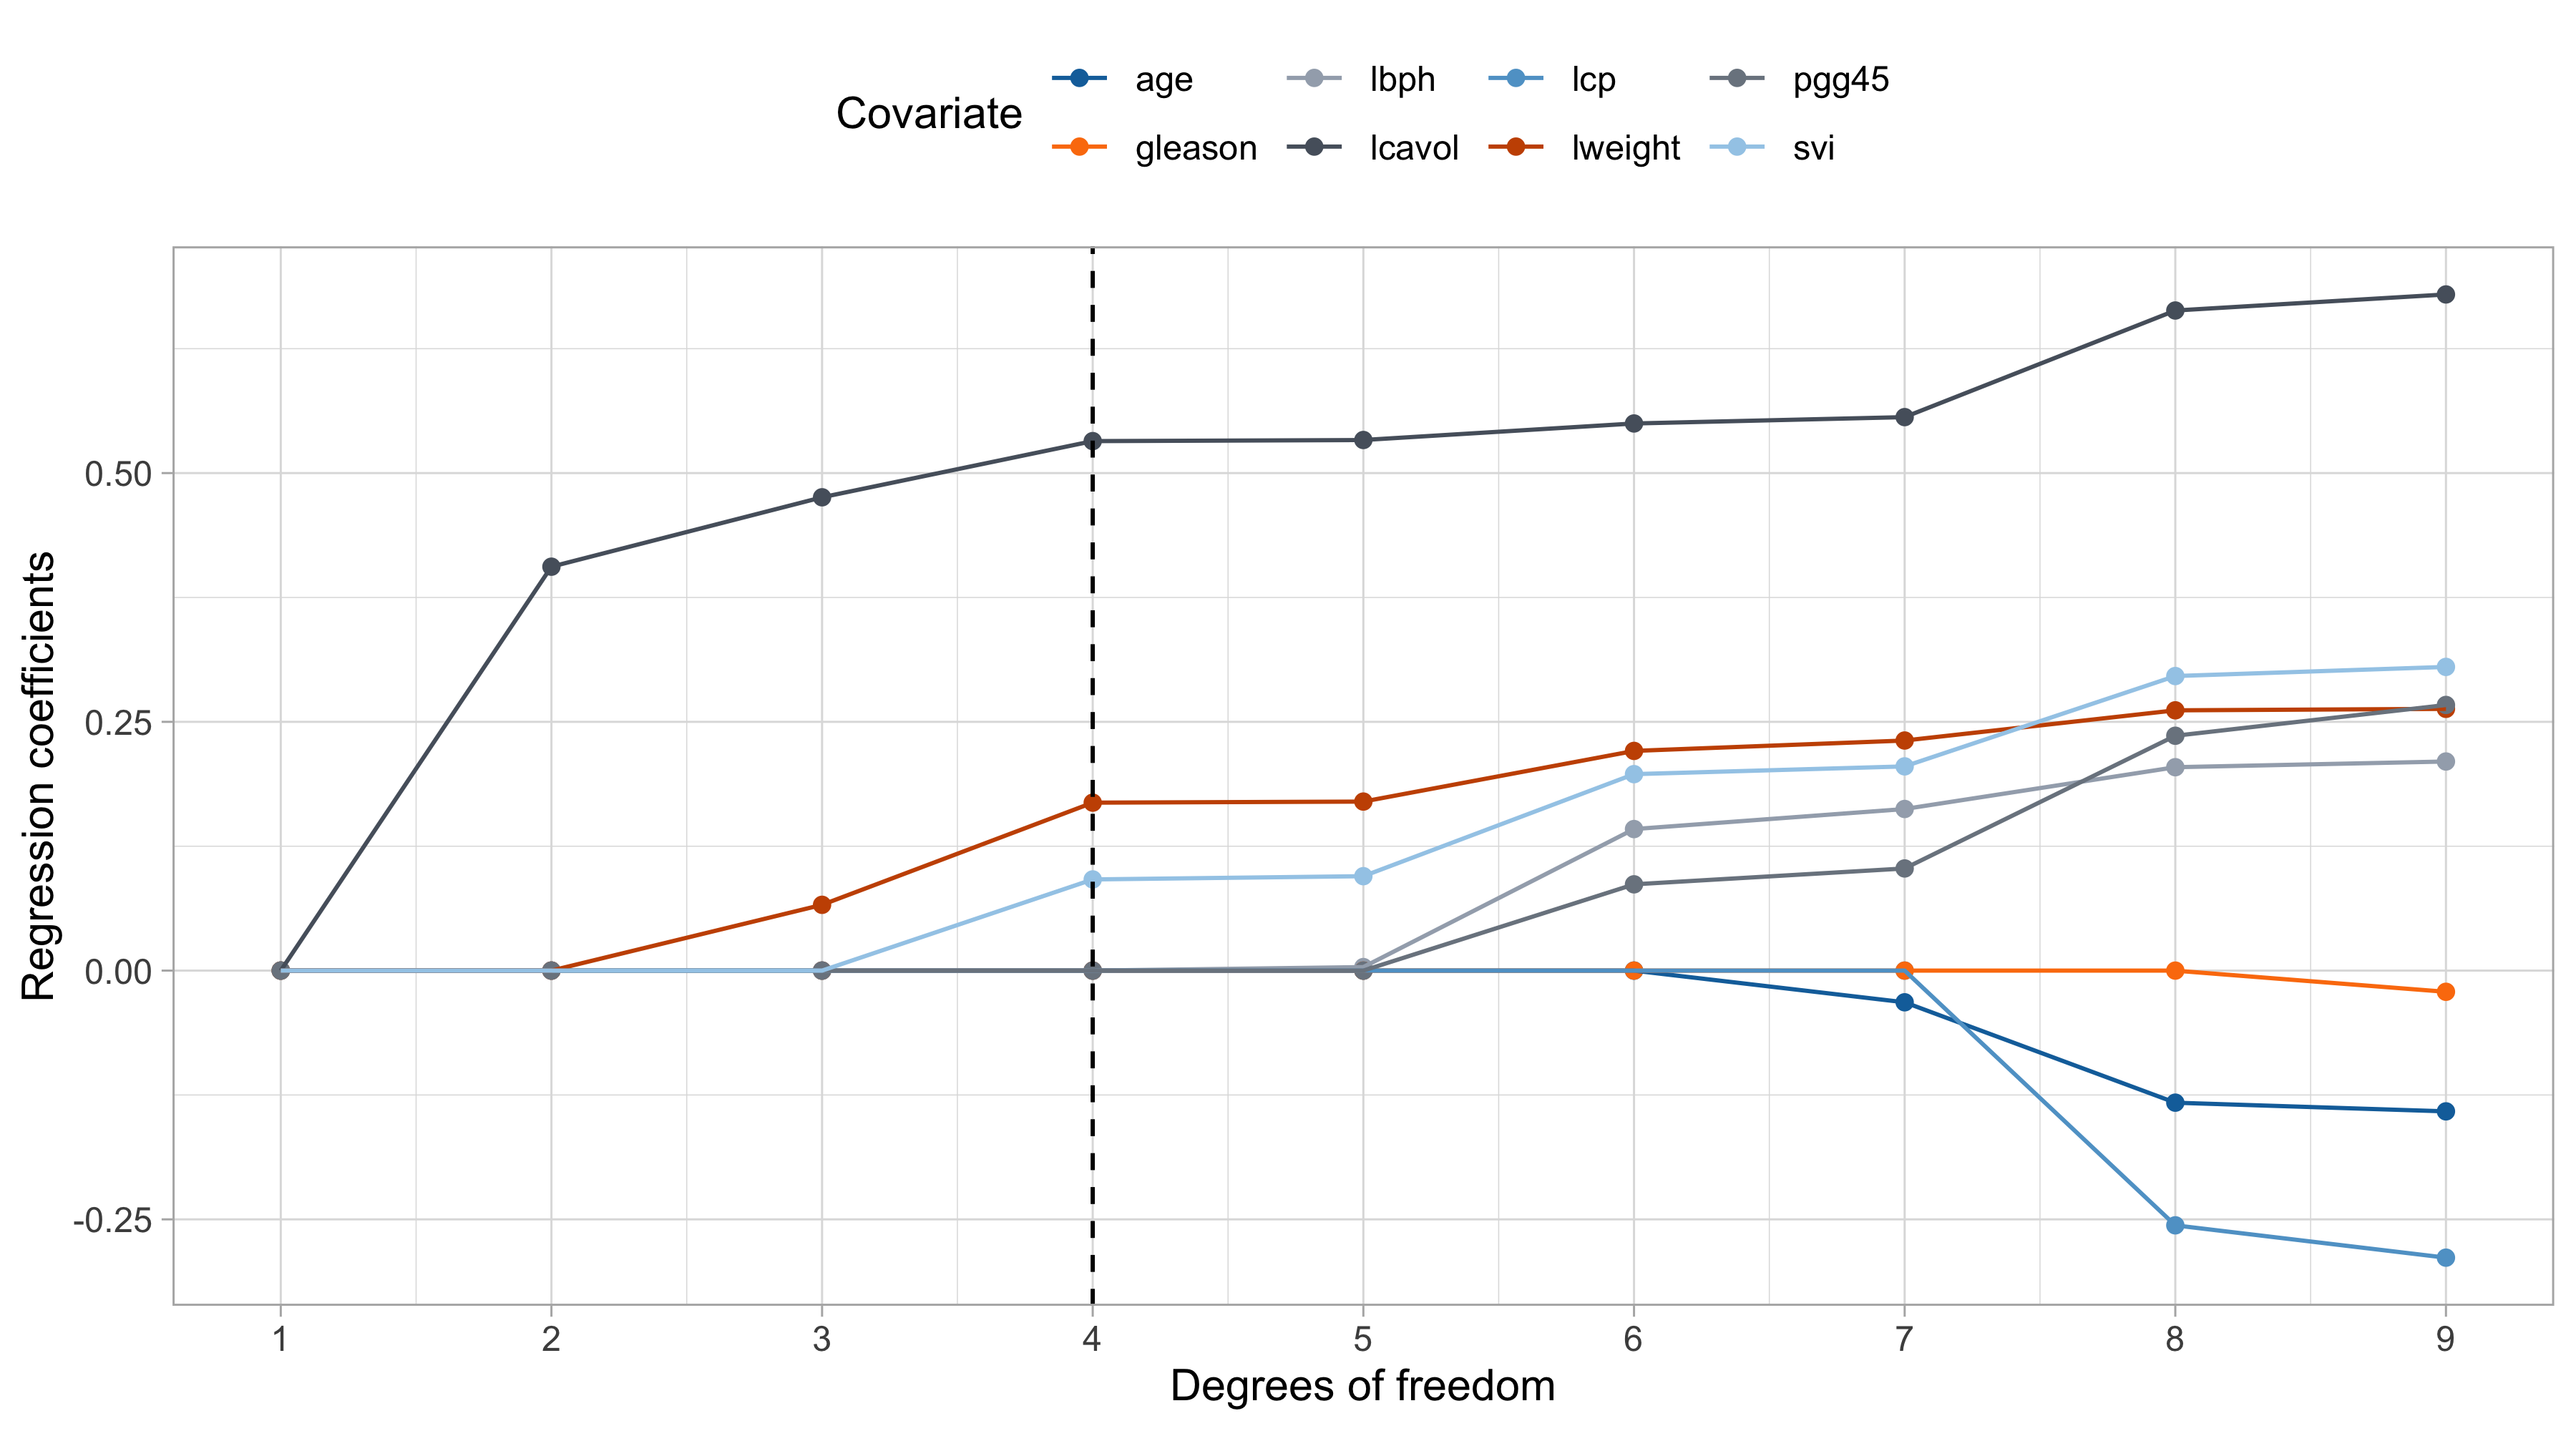 Covariate
age lbph lcp pgg45
gleason lcavol lweight svi
Regression coefficients
0.50
0.25
0.00
-0.25
1 2 3 4 5 6 7 8 9
Degrees of freedom